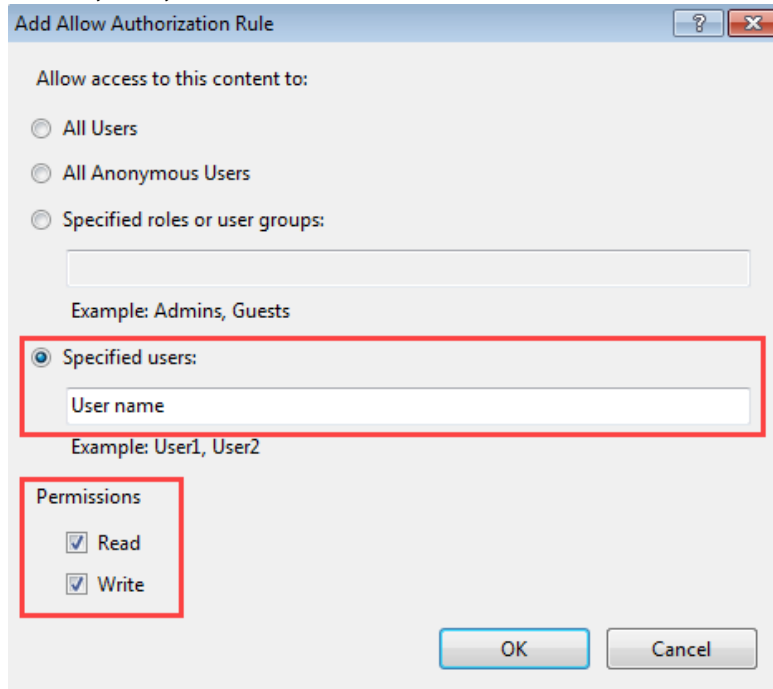 Add Allow Authorization Rule
Allow access to this content to:
All Users
All Anonymous Users
Specified roles or user groups:
Example: Admins, Guests
Specified users:
User name
Example: User1, User2
Permissions
Read
Write
OK Cancel